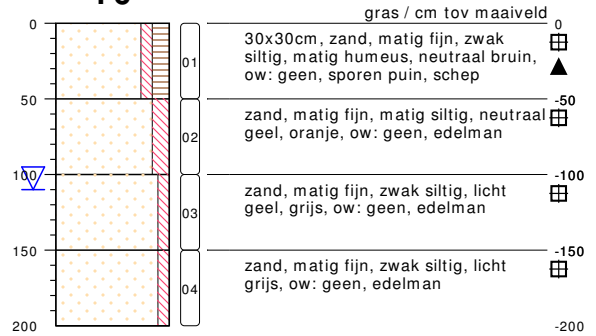 gras / cm tov maaiveld
0
0
01
30x30cm, zand, matig fijn, zwak
siltig, matig humeus, neutraal bruin,
ow: geen, sporen puin, schep
50
-50
02
zand, matig fijn, matig siltig, neutraal
geel, oranje, ow: geen, edelman
100
-100
03
zand, matig fijn, zwak siltig, licht
geel, grijs, ow: geen, edelman
150
-150
04
zand, matig fijn, zwak siltig, licht
grijs, ow: geen, edelman
200
-200